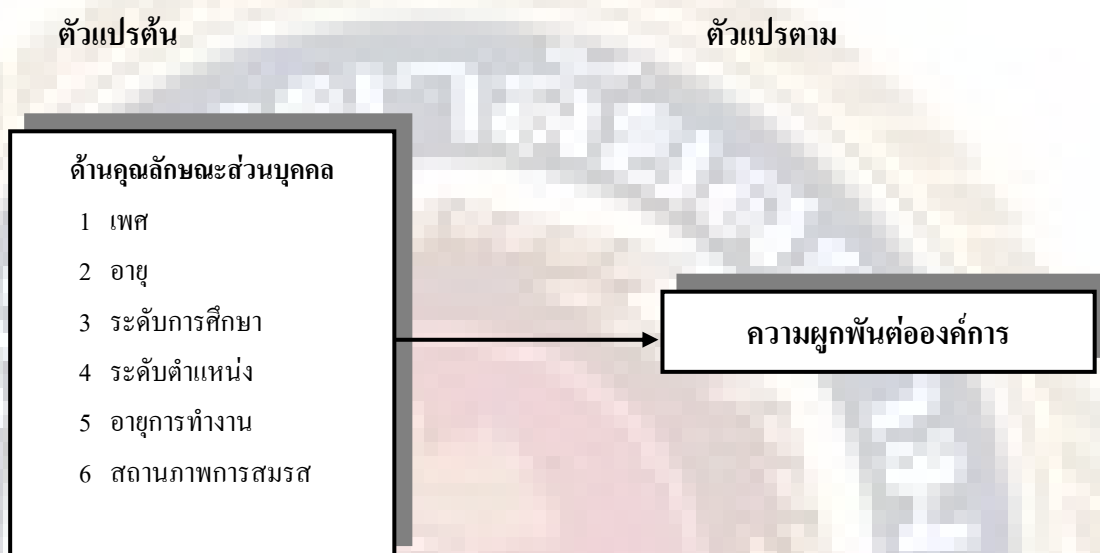 ตัวแปรต้น ตัวแปรตาม
ด้านคุณลักษณะส่วนบุคคล
1 เพศ
2 อายุ
3 ระดับการศึกษา
4 ระดับตำแหน่ง
5 อายุการทำงาน
6 สถานภาพการสมรส
ความผูกพันต่อองค์การ